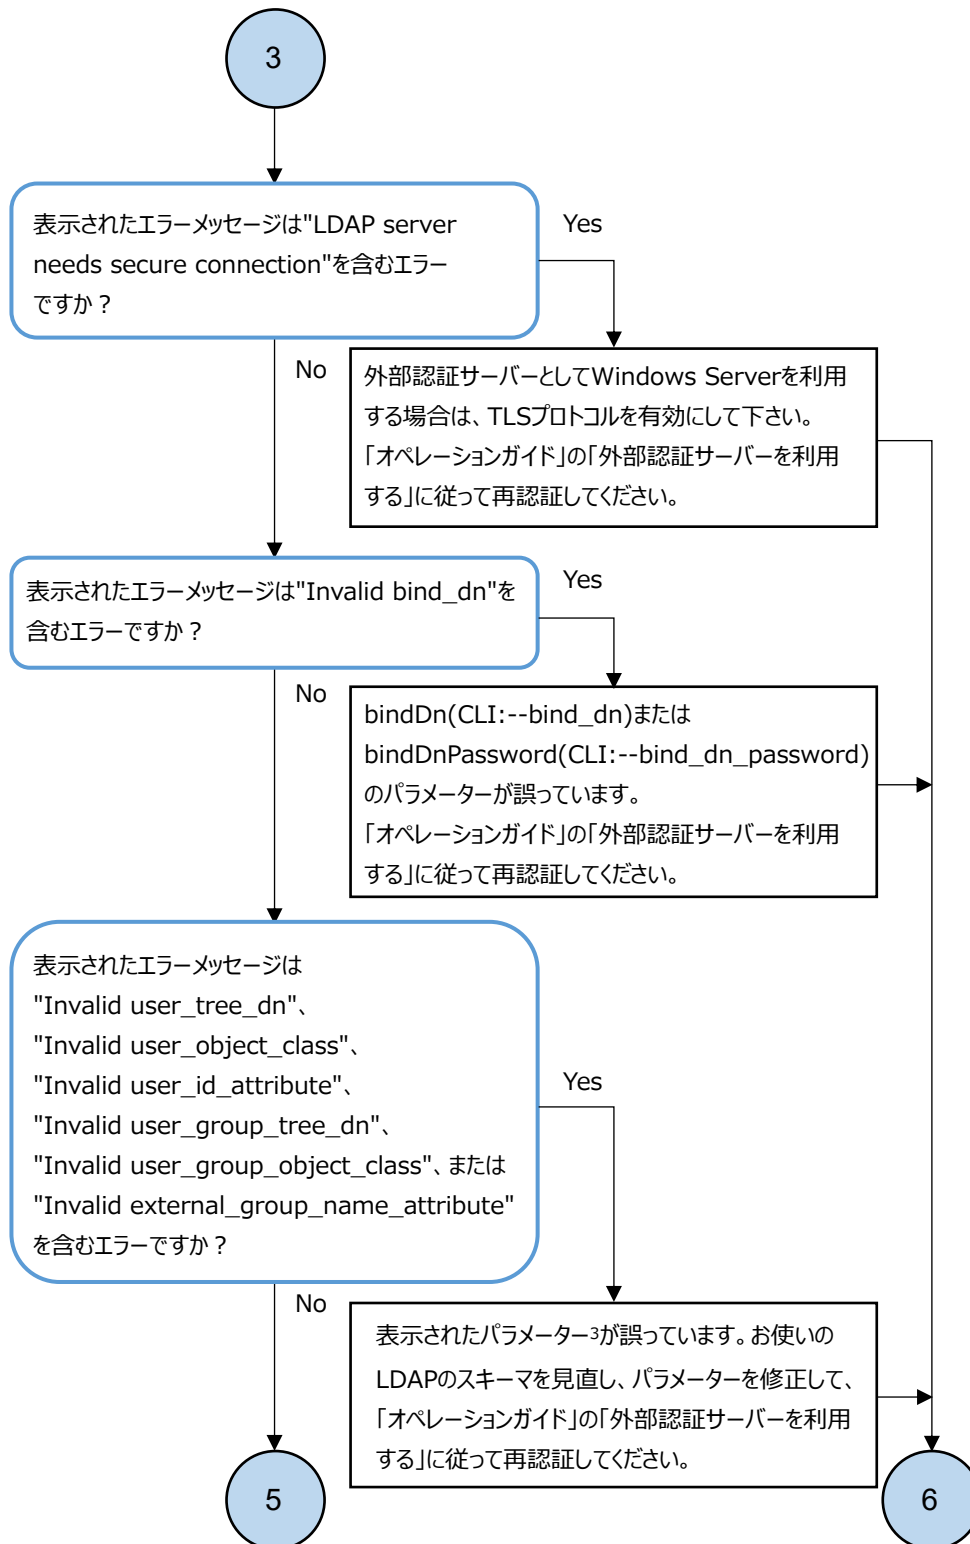 3
表示されたエラーメッセージは"LDAP server
needs secure connection"を含むエラー
ですか？
Yes
No
外部認証サーバーとしてWindows Serverを利用
する場合は、TLSプロトコルを有効にして下さい。
「オペレーションガイド」の「外部認証サーバーを利用
する」に従って再認証してください。
表示されたエラーメッセージは"Invalid bind_dn"を
含むエラーですか？
Yes
No
bindDn(CLI:--bind_dn)または
bindDnPassword(CLI:--bind_dn_password)
のパラメーターが誤っています。
「オペレーションガイド」の「外部認証サーバーを利用
する」に従って再認証してください。
表示されたエラーメッセージは
"Invalid user_tree_dn"、
"Invalid user_object_class"、
"Invalid user_id_attribute"、
"Invalid user_group_tree_dn"、
"Invalid user_group_object_class"、または
"Invalid external_group_name_attribute"
を含むエラーですか？
Yes
No
表示されたパラメーター3が誤っています。お使いの
LDAPのスキーマを見直し、パラメーターを修正して、
「オペレーションガイド」の「外部認証サーバーを利用
する」に従って再認証してください。
5
6